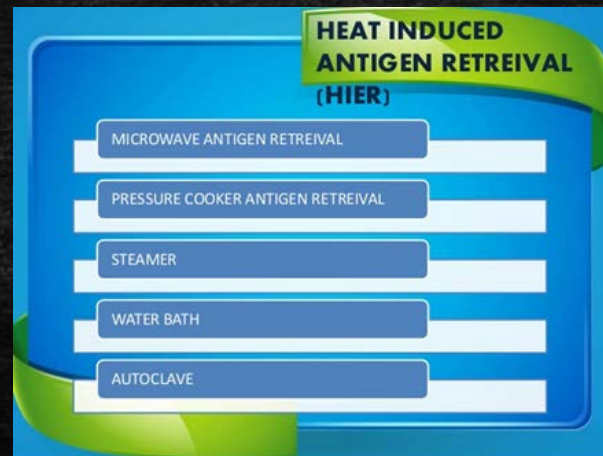 HEAT INDUCED
ANTIGEN RETREIVAL
(HIER)
MICROWAVE ANTIGEN RETREIVAL
PRESSURE COOKER ANTIGEN RETREIVAL
STEAMER
WATER BATH
AUTOCLAVE